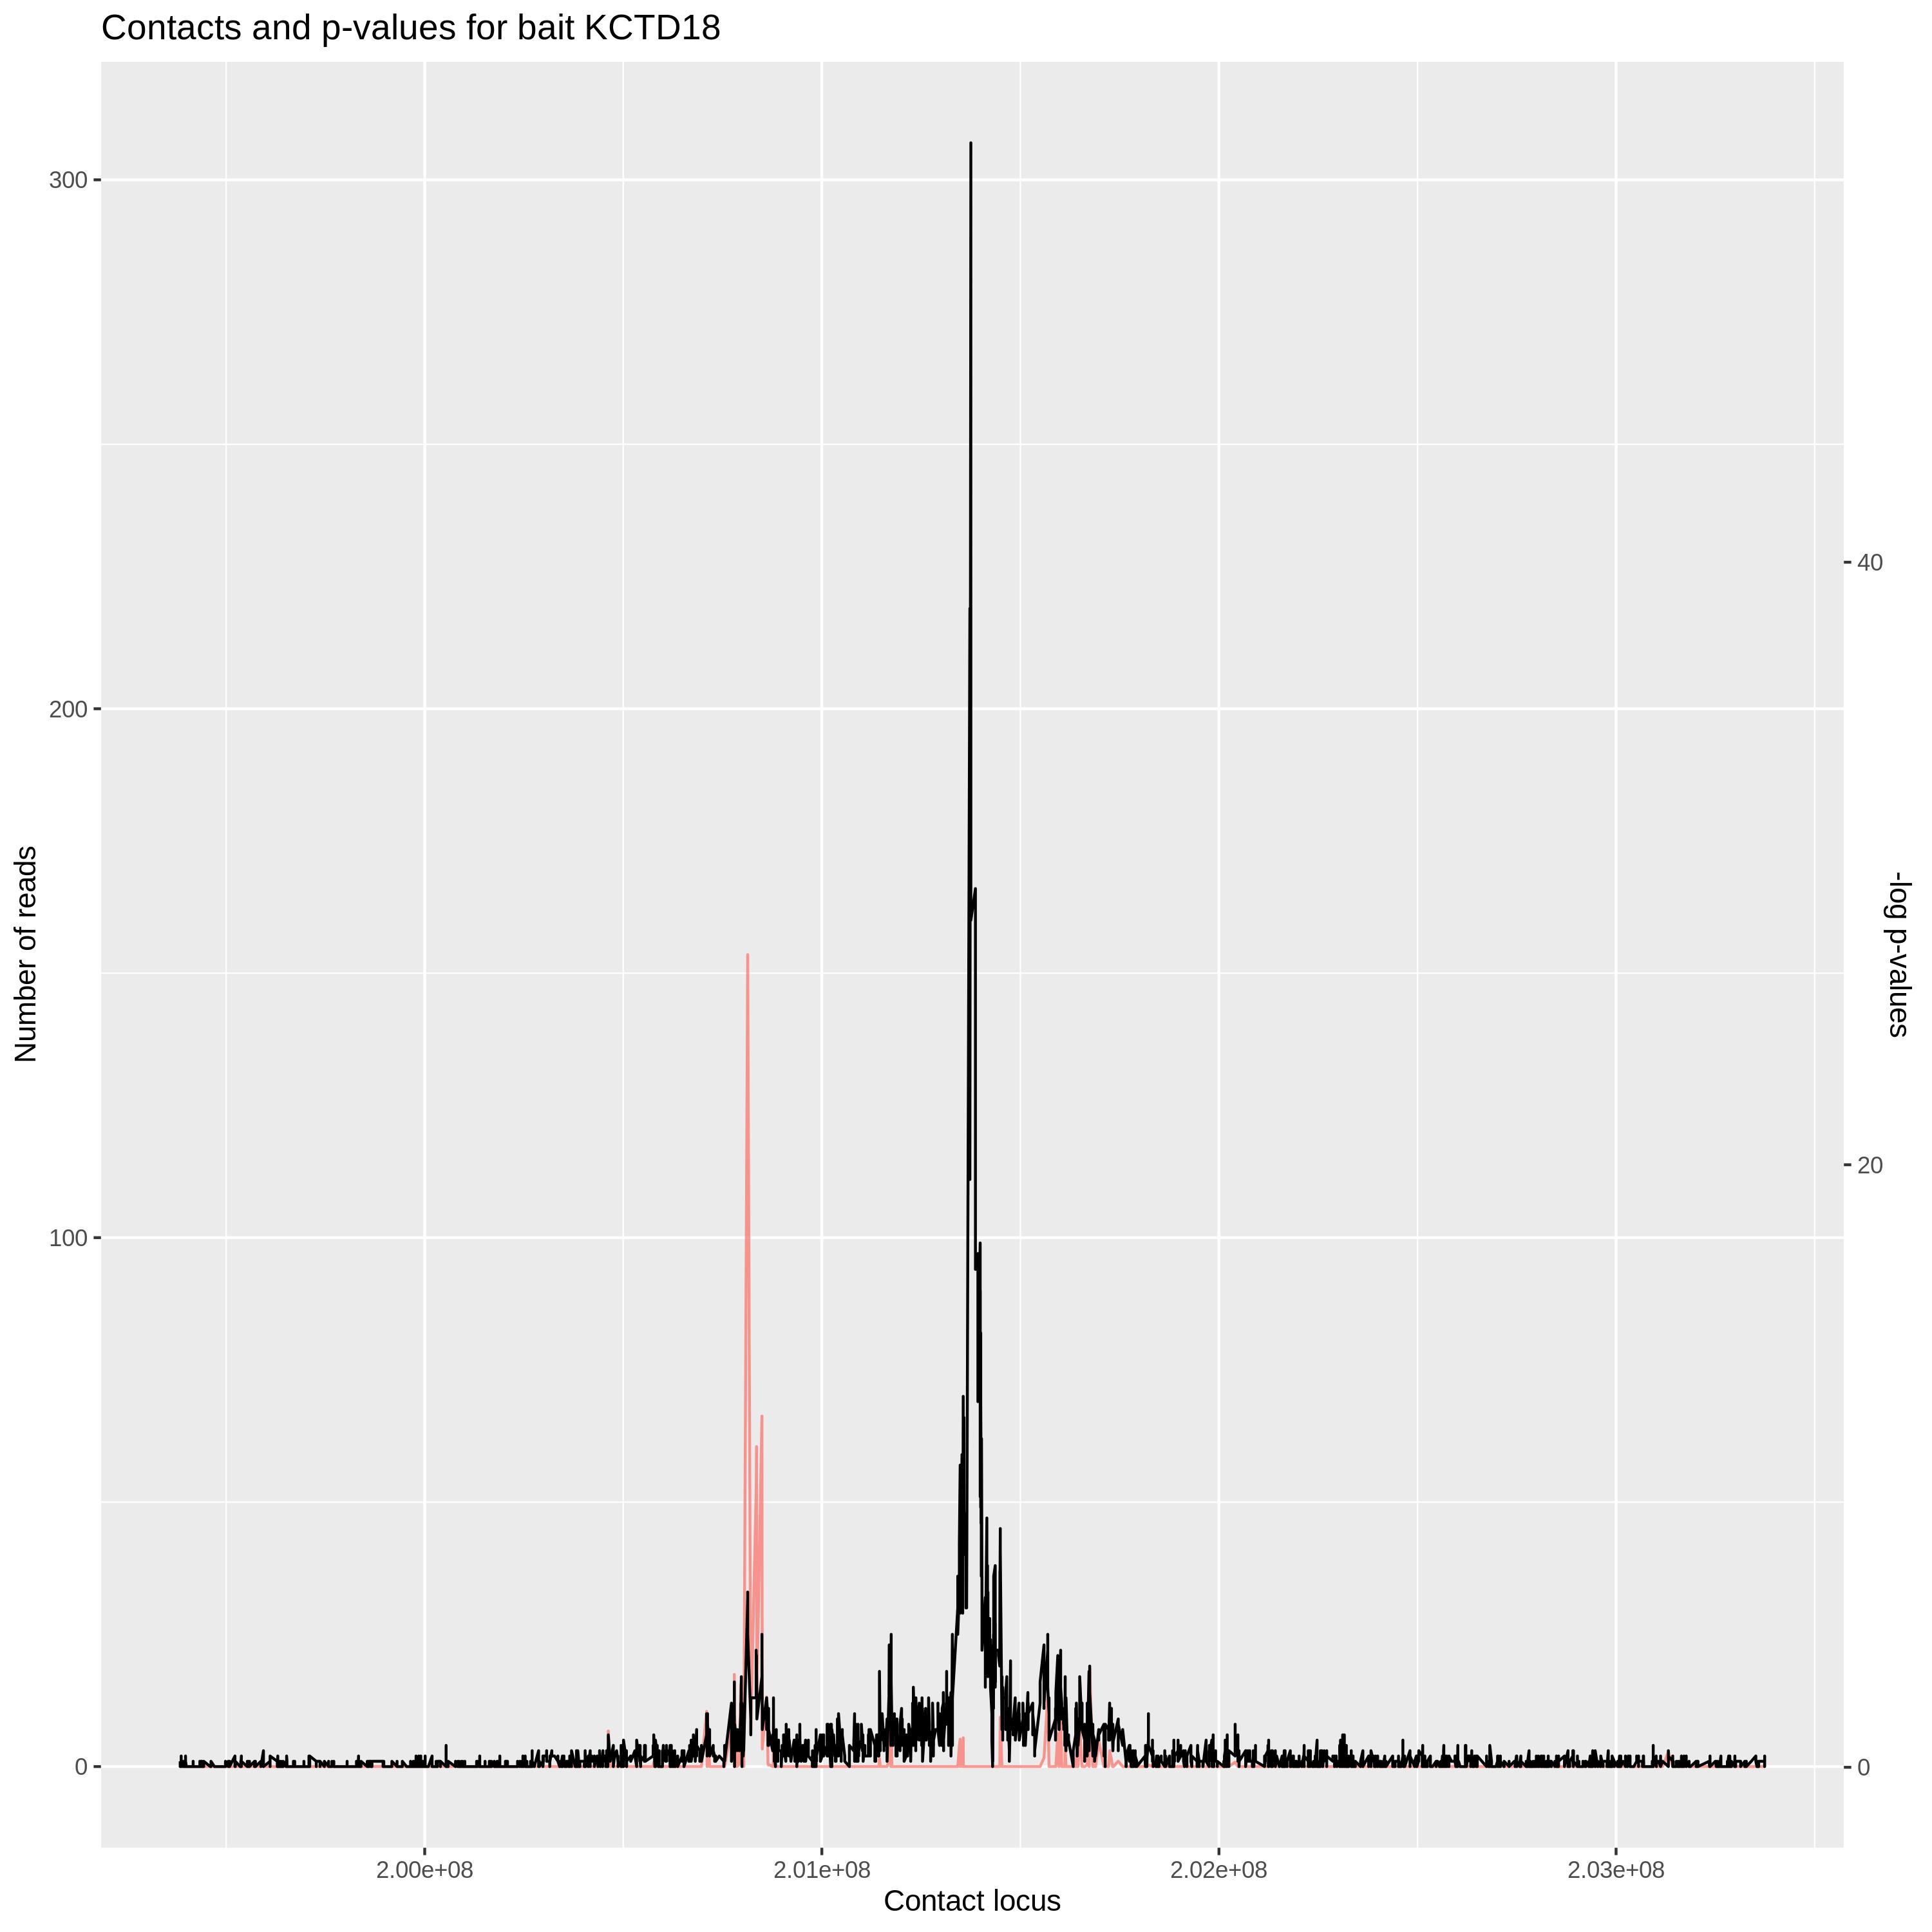 Contacts and p-values for bait KCTD18
300
200
100
0
Number of reads
40
20
0
-log p-values
2.00e+08 2.01e+08 2.02e+08 2.03e+08
Contact locus